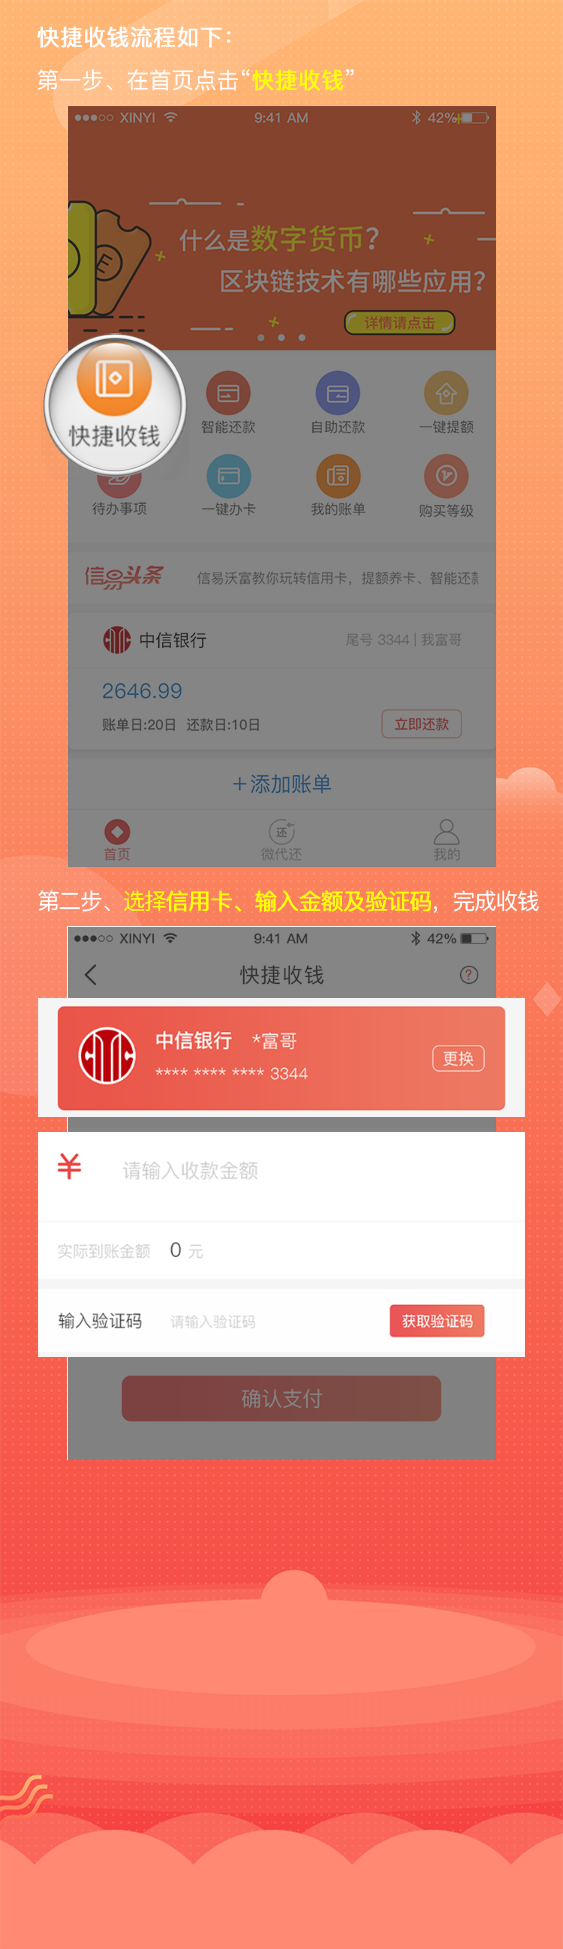 快捷收钱流程如下：
第一步、在首页点击“快捷收钱”
XINYI 9:41 AM 42%
什么是数字货币？
区块链技术有哪些应用？
详情请点击
快捷收钱 智能还款 自助还款 一键提额
待办事项 一键办卡 我的账单 购买等级
信易头条 信易沃富教你玩转信用卡，提额养卡、智能还款
中信银行 尾号 3344 | 我富哥
2646.99
账单日:20日 还款日:10日 立即还款
+添加账单
还
首页 微代还 我的
第二步、选择信用卡、输入金额及验证码，完成收钱
XINYI 9:41 AM 42%
快捷收钱 ?
中信银行 *富哥
更换
**** **** **** 3344
¥ 请输入收款金额
实际到账金额 0 元
输入验证码 请输入验证码 获取验证码
确认支付